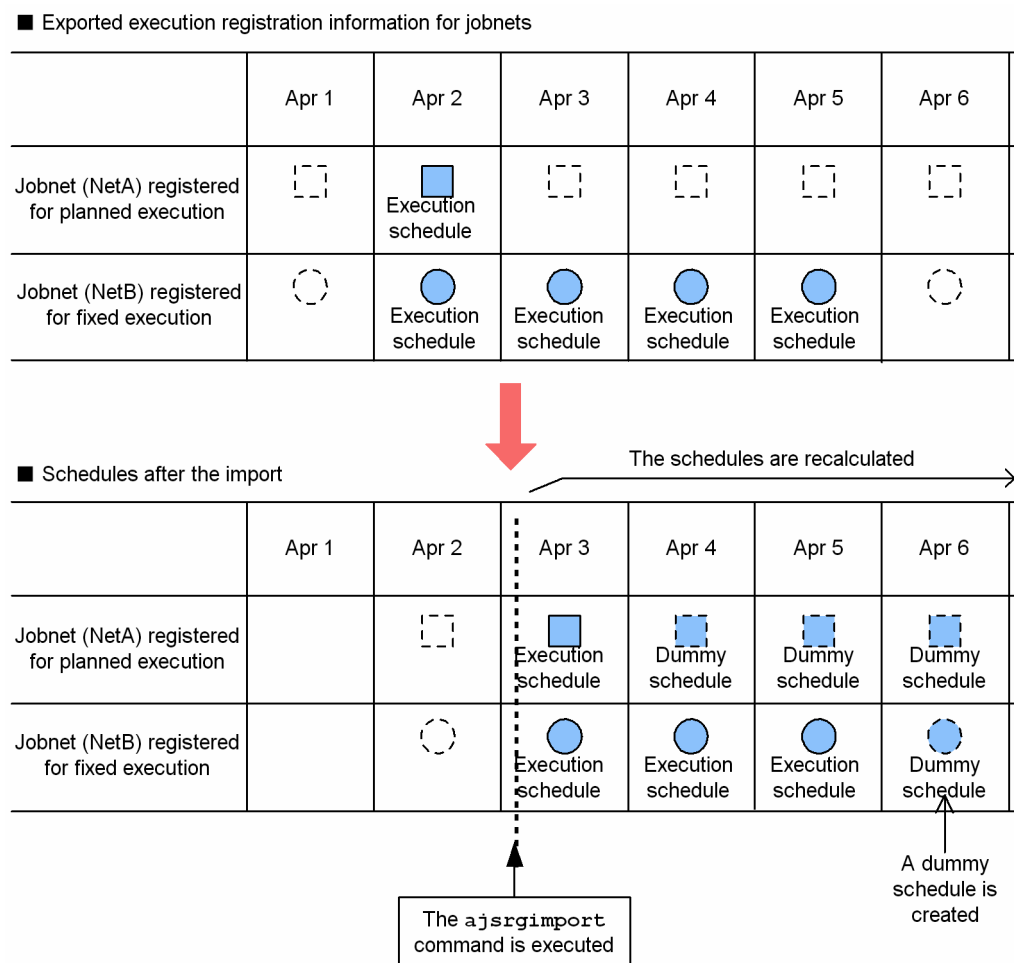 ■ Exported execution registration information for jobnets
Apr 1 Apr 2 Apr 3 Apr 4 Apr 5 Apr 6
Jobnet (NetA) registered
for planned execution
Execution
schedule
Jobnet (NetB) registered
for fixed execution
Execution Execution Execution Execution
schedule schedule schedule schedule
■ Schedules after the import
The schedules are recalculated
Apr 1 Apr 2 Apr 3 Apr 4 Apr 5 Apr 6
Jobnet (NetA) registered
for planned execution
Execution Dummy Dummy Dummy
schedule schedule schedule schedule
Jobnet (NetB) registered
for fixed execution
Execution Execution Execution Dummy
schedule schedule schedule schedule
A dummy
schedule is
created
The ajsrgimport
command is executed